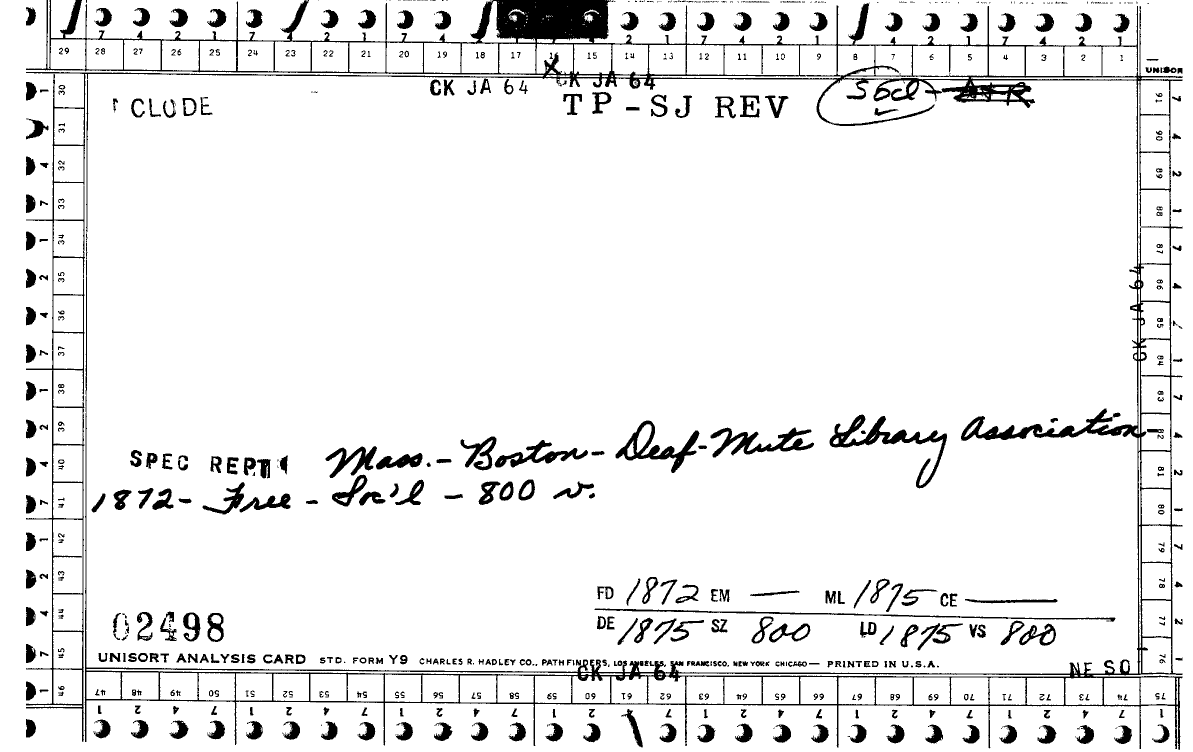 7 4 2 1 7 4 2 1 7 4 2 1 7 4 2 1 7 4 2 1
29 28 27 26 25 24 23 22 21 20 19 18 17 16 15 14 13 12 11 10 9 8 7 6 5 4 3 2 1
UNISOR
CK JA 64 CK JA 64
CLODE TP-SJ REV Socl
30 31 32 33 34 35 36 37 38 39 40 41 42 43 44 45 46
91 90 89 88 87 86 85 84 83 82 81 80 79 78 77 76
CK JA 64
SPEC REPT Mass.- Boston- Deaf-Mute Library Association
1872- Free - Soc'l - 800 v.
FD 1872 EM — ML 1875 CE —
DE 1875 SZ 800 LD 1875 VS 800
02498
UNISORT ANALYSIS CARD STD. FORM Y9 CHARLES R. HADLEY CO., PATHFINDERS, LOS ANGELES, SAN FRANCISCO, NEW YORK CHICAGO— PRINTED IN U.S.A.
CK JA 64 NE SO
47 48 49 50 51 52 53 54 55 56 57 58 59 60 61 62 63 64 65 66 67 68 69 70 71 72 73 74 75
1 2 4 7 1 2 4 7 1 2 4 7 1 2 4 7 1 2 4 7 1 2 4 7 1 2 4 7 1